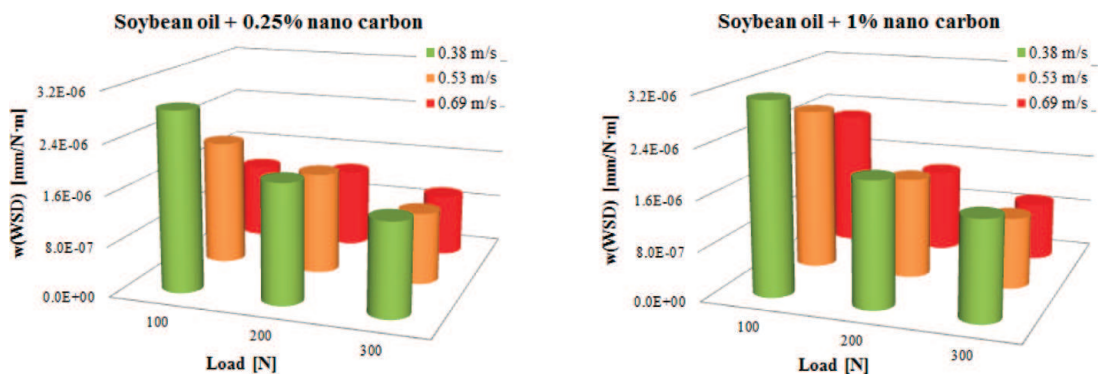 Soybean oil + 0.25% nano carbon
0.38 m/s
0.53 m/s
0.69 m/s
w(WSD) [mm/N·m]
3.2E-06
2.4E-06
1.6E-06
8.0E-07
0.0E+00
100
200
300
Load [N]
Soybean oil + 1% nano carbon
0.38 m/s
0.53 m/s
0.69 m/s
w(WSD) [mm/N·m]
3.2E-06
2.4E-06
1.6E-06
8.0E-07
0.0E+00
100
200
300
Load [N]